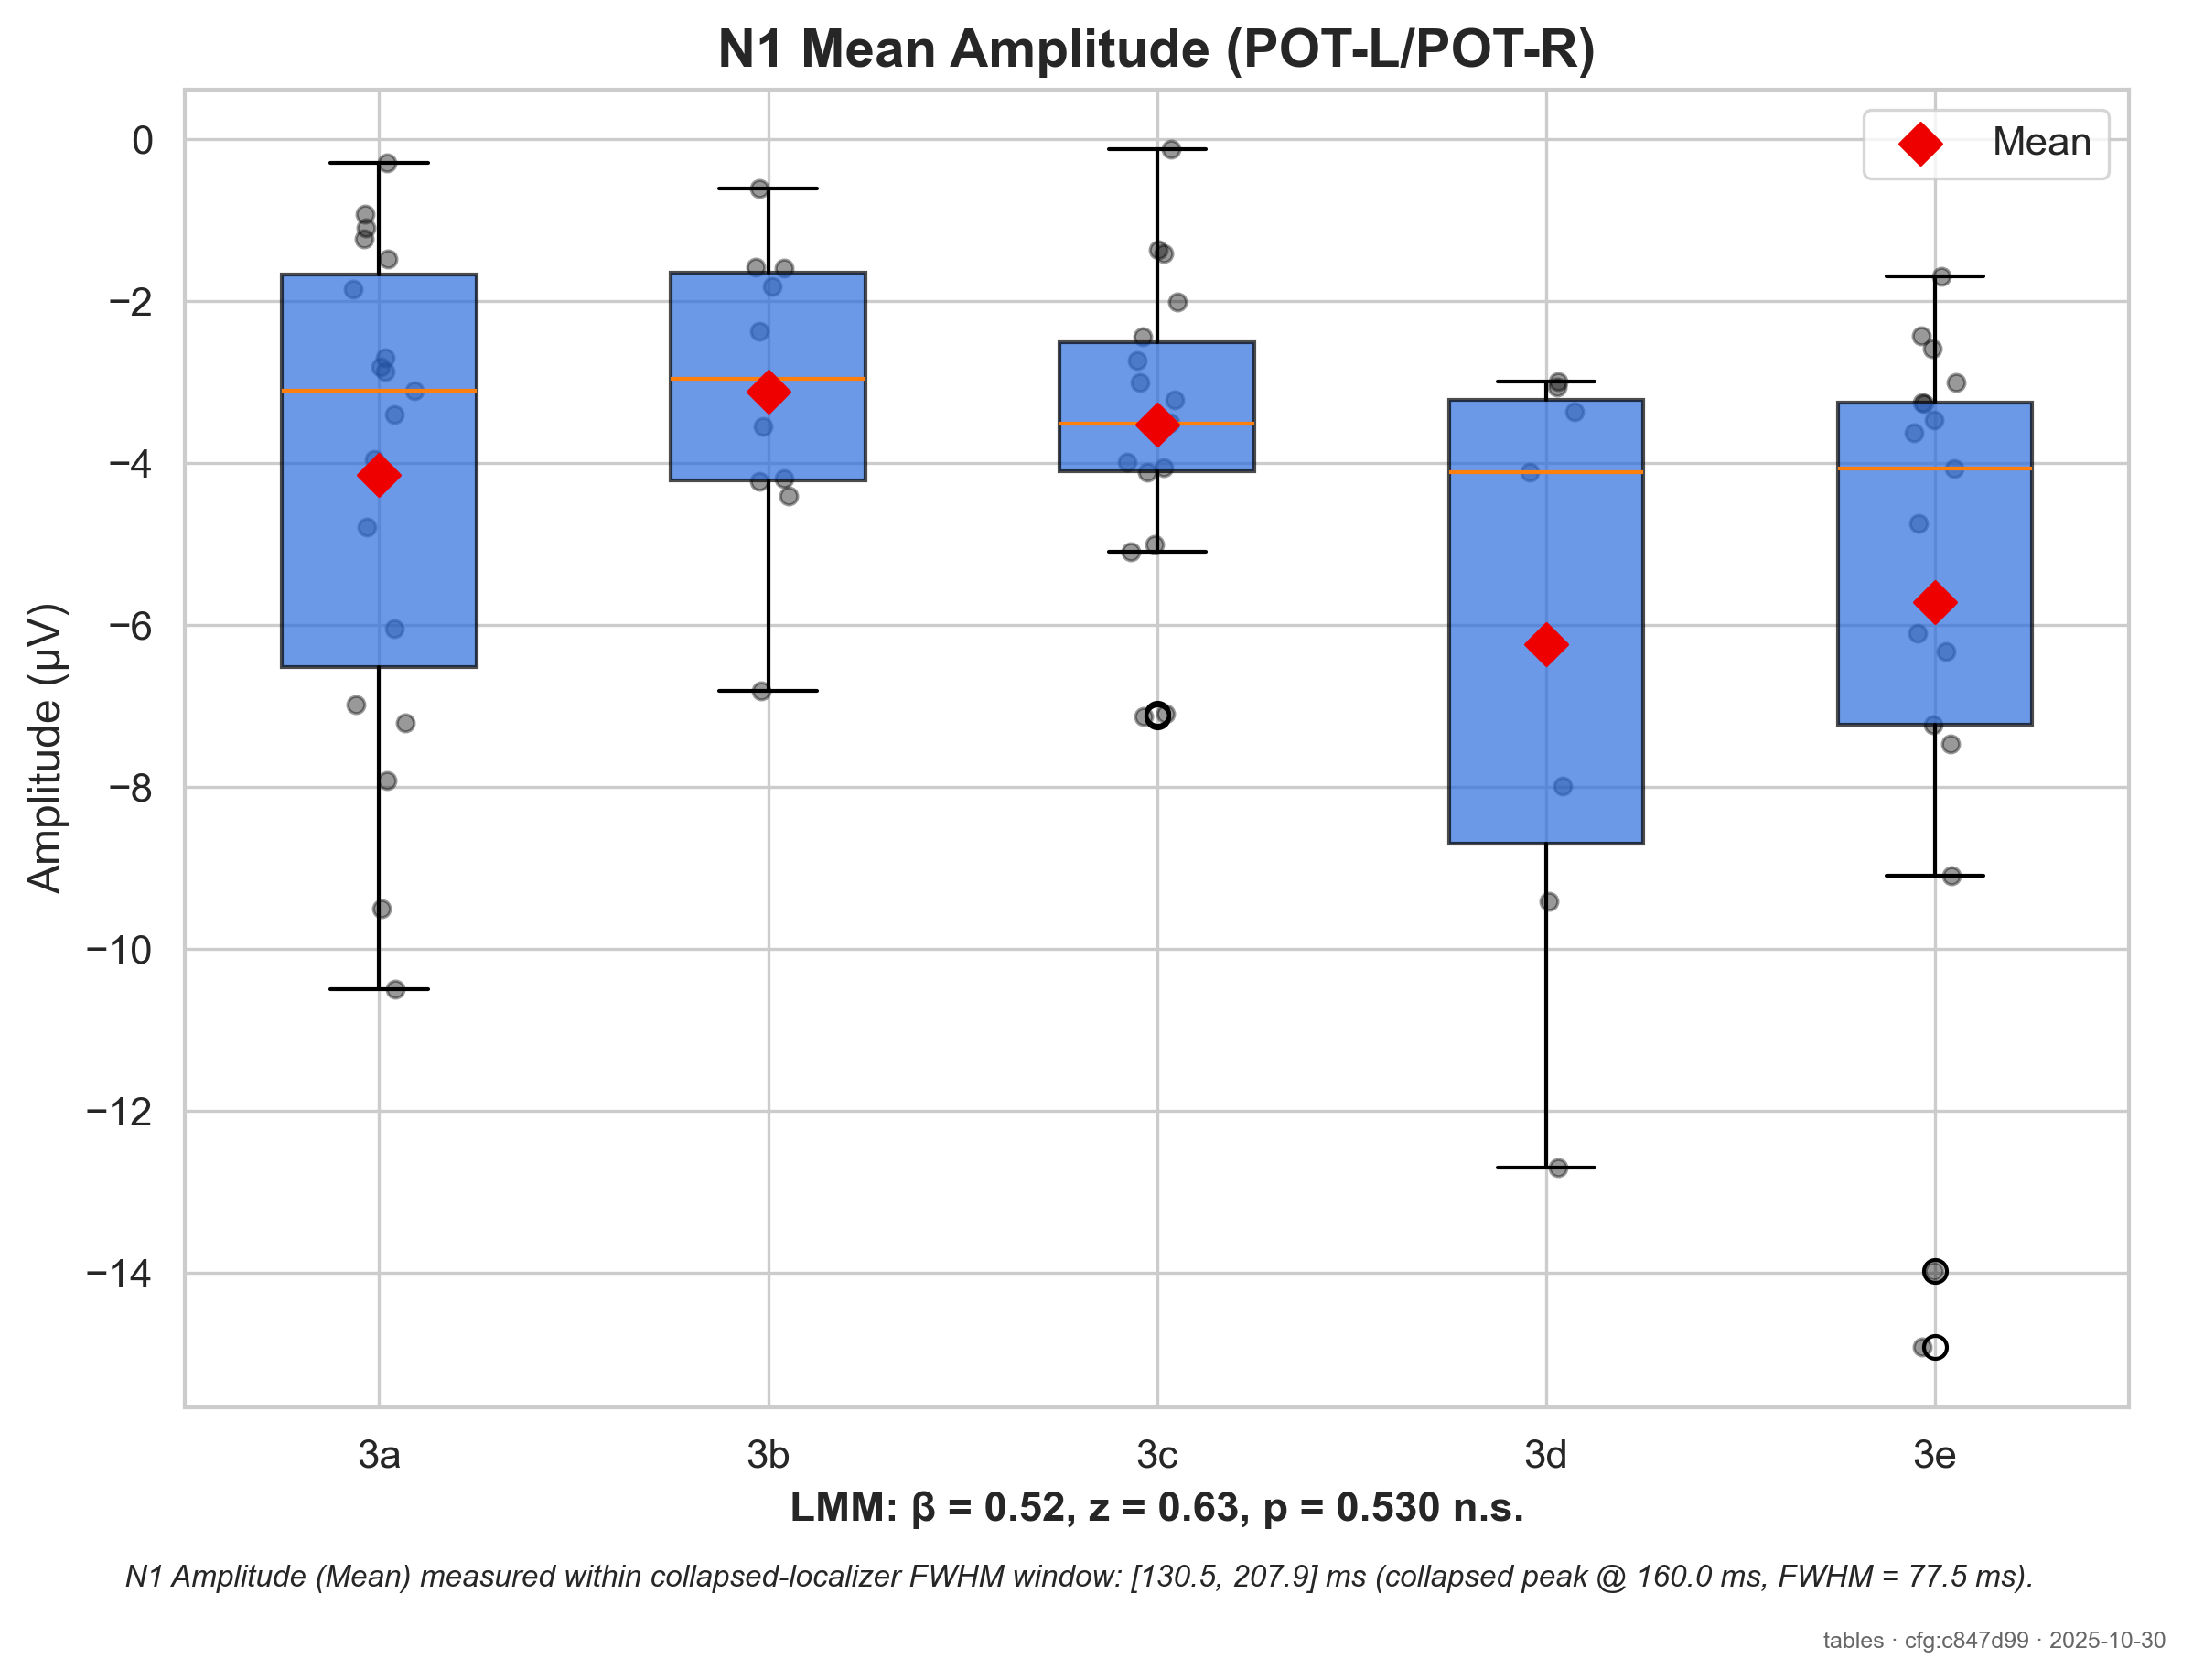 N1 Mean Amplitude (POT-L/POT-R)
Mean
Amplitude (µV)
0
−2
−4
−6
−8
−10
−12
−14
3a 3b 3c 3d 3e
LMM: β = 0.52, z = 0.63, p = 0.530 n.s.
N1 Amplitude (Mean) measured within collapsed-localizer FWHM window: [130.5, 207.9] ms (collapsed peak @ 160.0 ms, FWHM = 77.5 ms).
tables · cfg:c847d99 · 2025-10-30